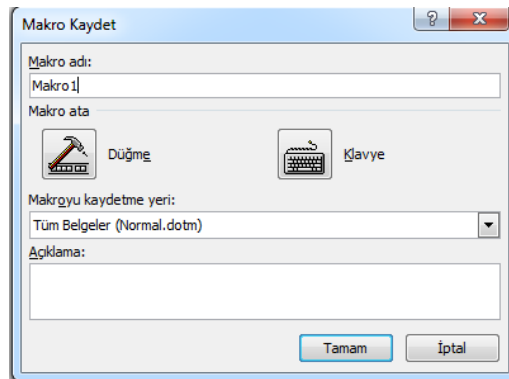 Makro Kaydet
Makro adı:
Makro1
Makro ata
Düğme
Klavye
Makroyu kaydetme yeri:
Tüm Belgeler (Normal.dotm)
Açıklama:
Tamam
İptal